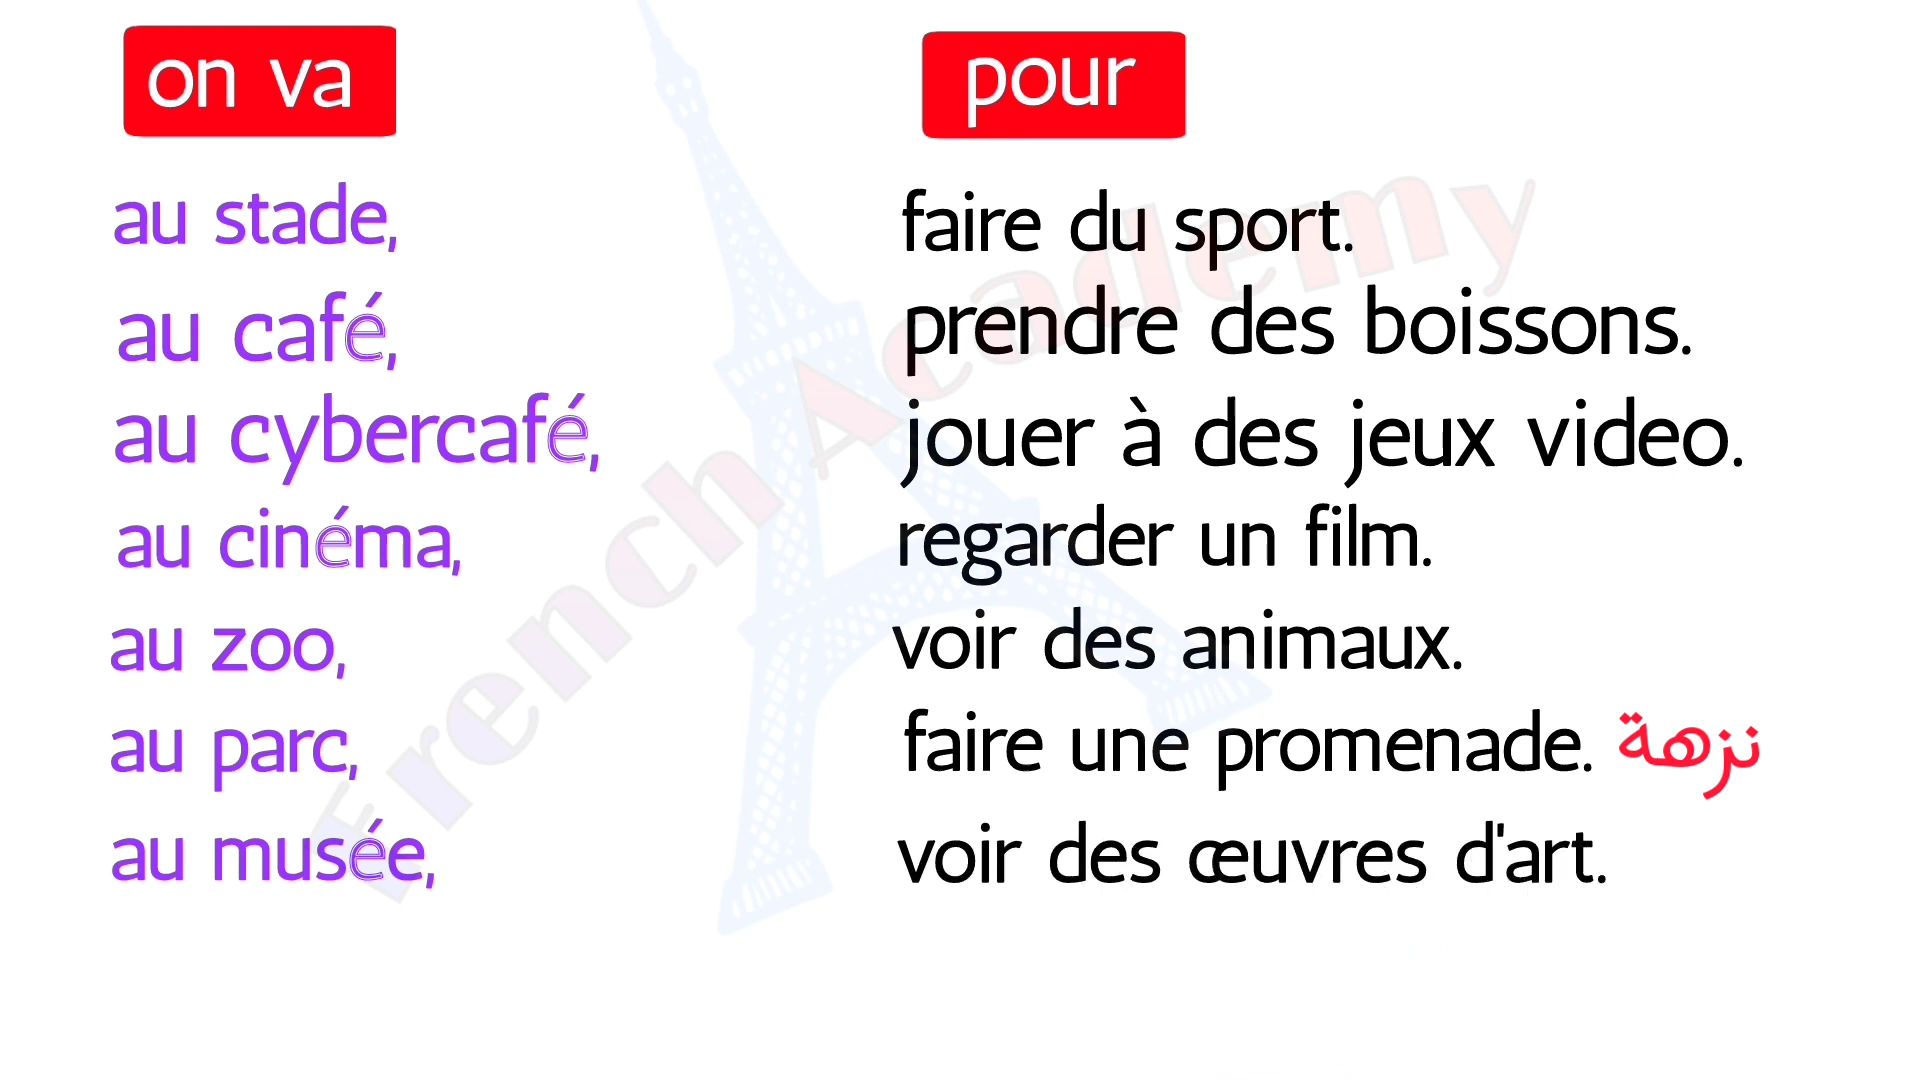 on va pour
au stade, faire du sport.
au café, prendre des boissons.
au cybercafé, jouer à des jeux video.
au cinéma, regarder un film.
au zoo, voir des animaux.
au parc, faire une promenade. نزهة
au musée, voir des œuvres d'art.
French Academy